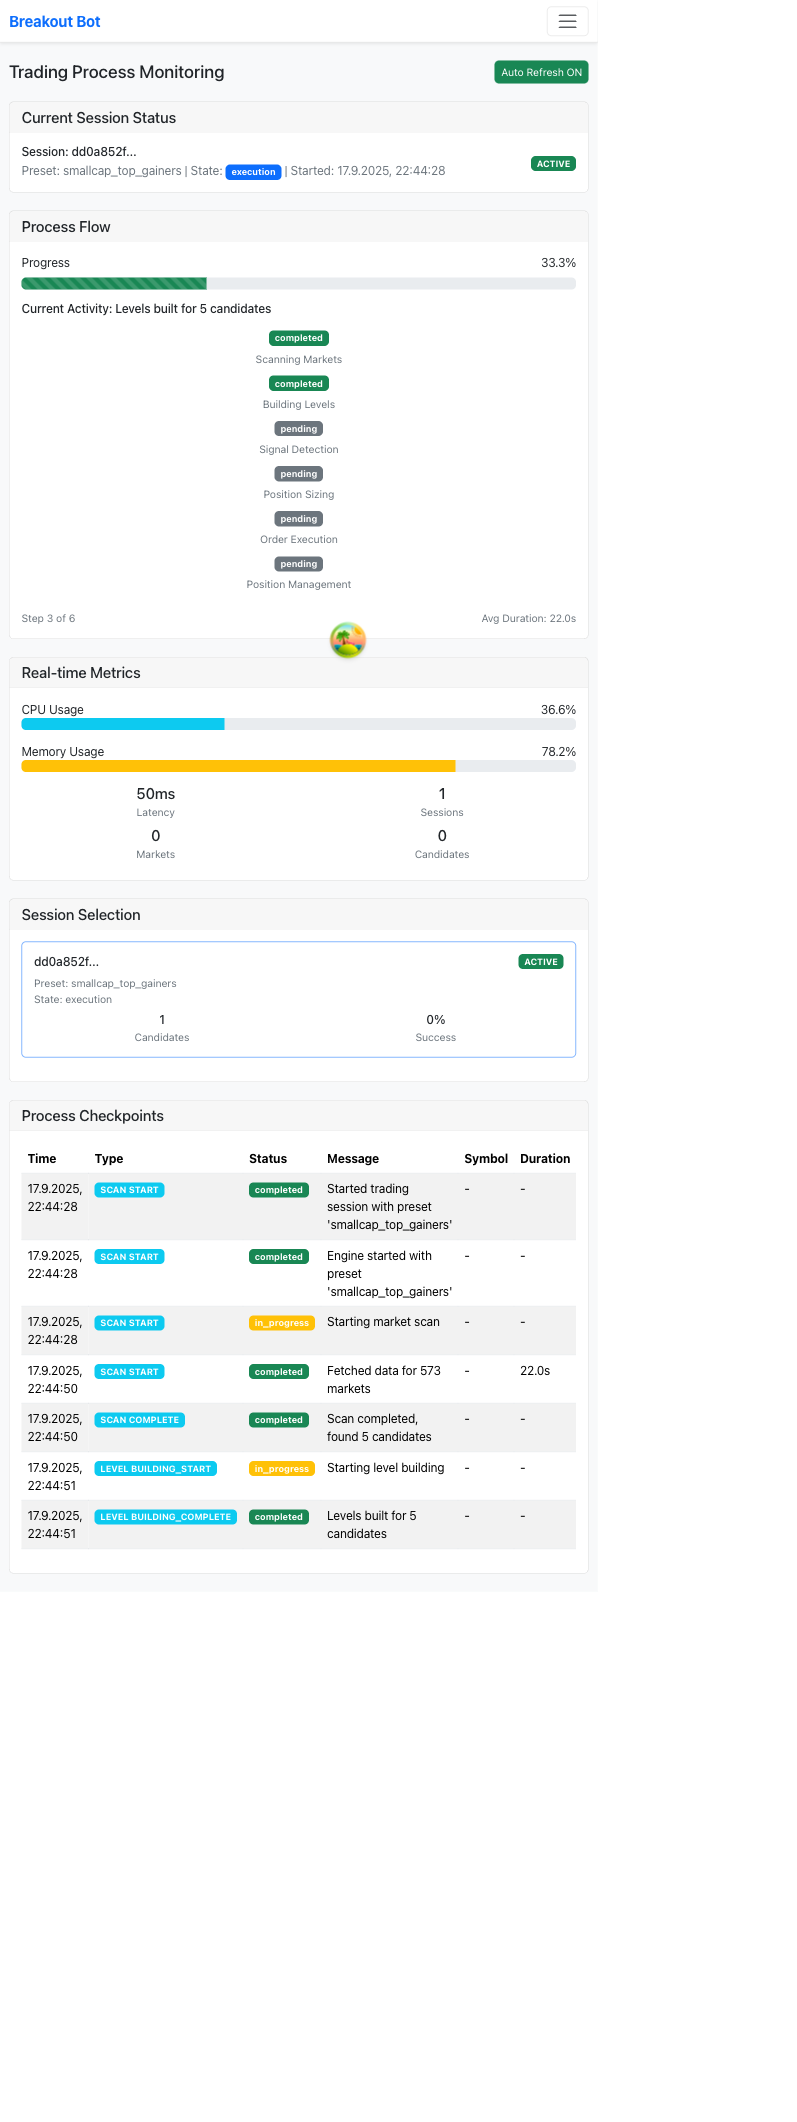 Breakout Bot
Trading Process Monitoring
Auto Refresh ON
Current Session Status
Session: dd0a852f...
Preset: smallcap_top_gainers | State: execution | Started: 17.9.2025, 22:44:28
ACTIVE
Process Flow
Progress 33.3%
Current Activity: Levels built for 5 candidates
completed
Scanning Markets
completed
Building Levels
pending
Signal Detection
pending
Position Sizing
pending
Order Execution
pending
Position Management
Step 3 of 6 Avg Duration: 22.0s
Real-time Metrics
CPU Usage 36.6%
Memory Usage 78.2%
50ms 1
Latency Sessions
0 0
Markets Candidates
Session Selection
dd0a852f... ACTIVE
Preset: smallcap_top_gainers
State: execution
1 0%
Candidates Success
Process Checkpoints
Time Type Status Message Symbol Duration
17.9.2025, SCAN START completed Started trading - -
22:44:28 session with preset
'smallcap_top_gainers'
17.9.2025, SCAN START completed Engine started with - -
22:44:28 preset
'smallcap_top_gainers'
17.9.2025, SCAN START in_progress Starting market scan - -
22:44:28
17.9.2025, SCAN START completed Fetched data for 573 - 22.0s
22:44:50 markets
17.9.2025, SCAN COMPLETE completed Scan completed, - -
22:44:50 found 5 candidates
17.9.2025, LEVEL BUILDING_START in_progress Starting level building - -
22:44:51
17.9.2025, LEVEL BUILDING_COMPLETE completed Levels built for 5 - -
22:44:51 candidates